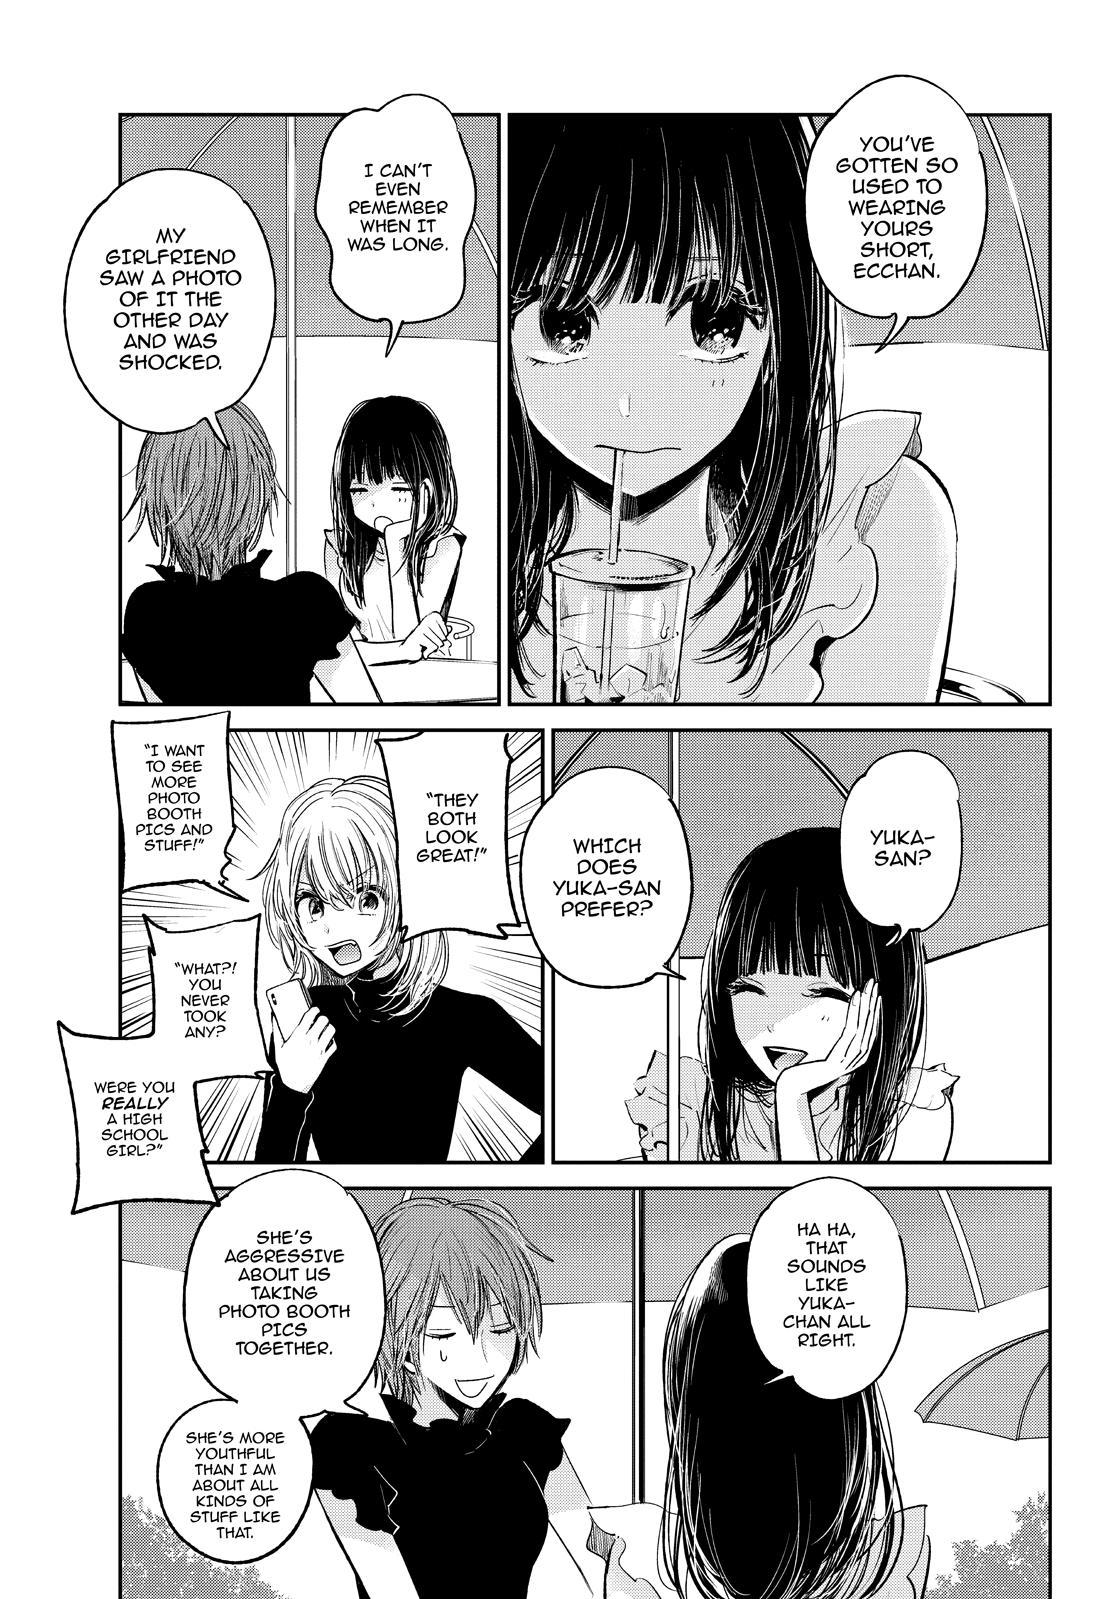 YOU'VE
GOTTEN SO
USED TO
WEARING
YOURS
SHORT,
ECCHAN.
I CAN'T
EVEN
REMEMBER
WHEN IT
WAS LONG.
MY
GIRLFRIEND
SAW A PHOTO
OF IT THE
OTHER DAY
AND WAS
SHOCKED.
YUKA-
SAN?
WHICH
DOES
YUKA-SAN
PREFER?
"THEY
BOTH
LOOK
GREAT!"
"I WANT
TO SEE
MORE
PHOTO
BOOTH
PICS AND
STUFF!"
"WHAT?!
YOU
NEVER
TOOK
ANY?
WERE YOU
REALLY
A HIGH
SCHOOL
GIRL?"
HA HA,
THAT
SOUNDS
LIKE
YUKA-
CHAN ALL
RIGHT.
SHE'S
AGGRESSIVE
ABOUT US
TAKING
PHOTO BOOTH
PICS
TOGETHER.
SHE'S MORE
YOUTHFUL
THAN I AM
ABOUT ALL
KINDS OF
STUFF LIKE
THAT.